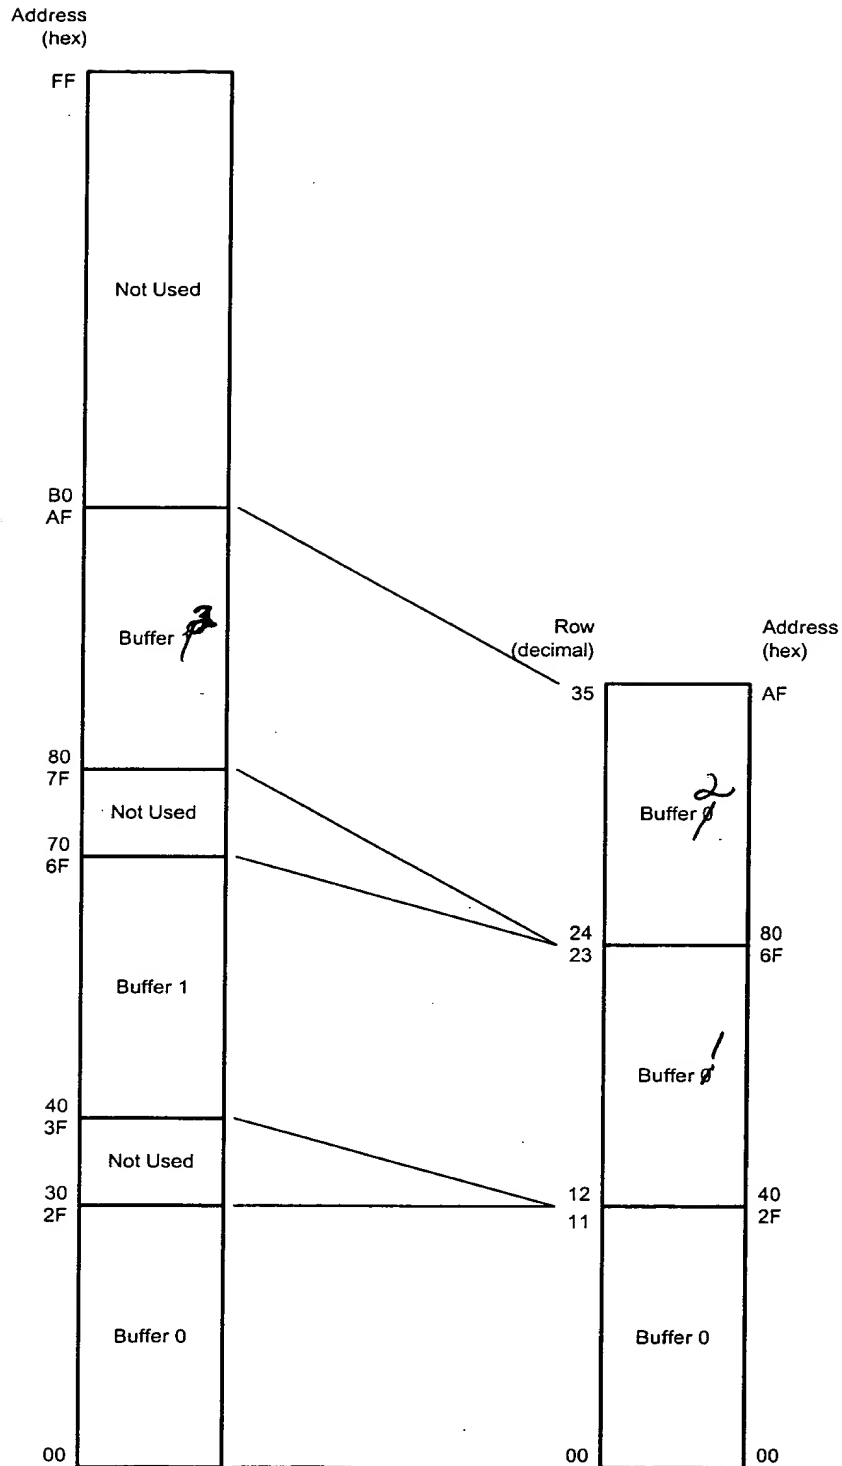 Address
(hex)
FF
Not Used
B0
AF
Buffer
80
7F
Not Used
70
6F
Buffer 1
40
3F
Not Used
30
2F
Buffer 0
00
Row
(decimal)
Address
(hex)
35
AF
Buffer 0 2
24
23
80
6F
Buffer 0 1
12
11
40
2F
Buffer 0
00
00